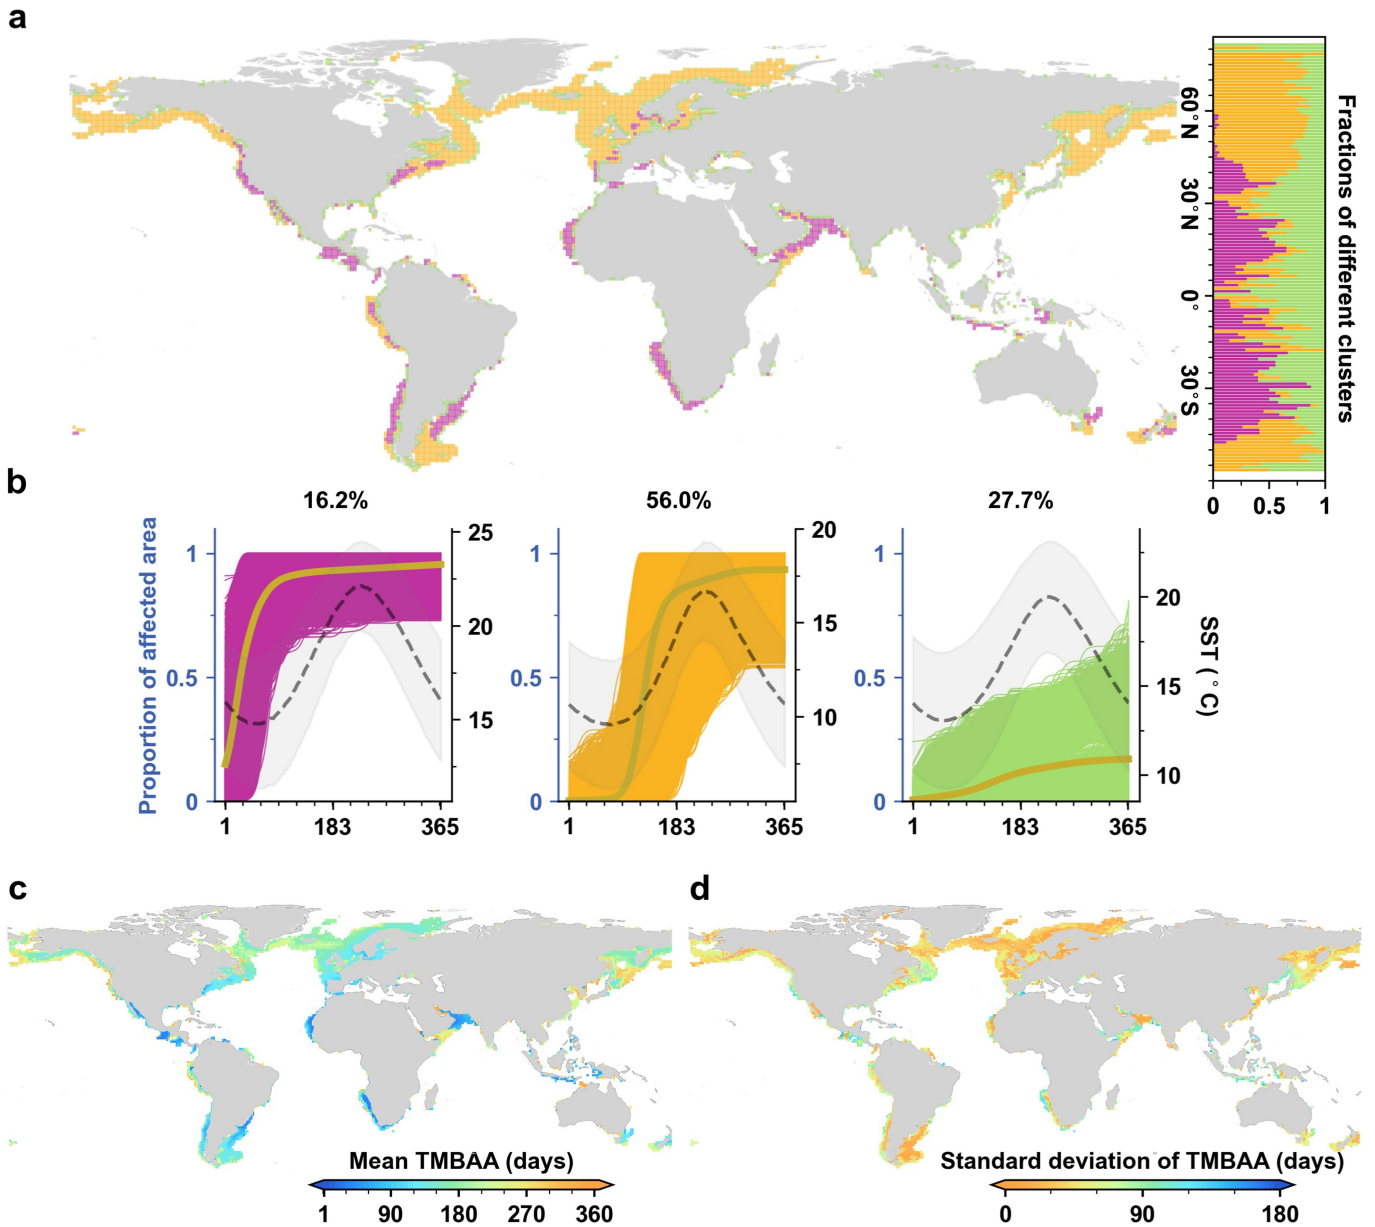 a
60°N
30°N
0°
30°S
Fractions of different clusters
0 0.5 1
b
16.2%
56.0%
27.7%
Proportion of affected area
1
0.5
0
25
20
15
1 183 365
1
0.5
0
20
15
10
1 183 365
1
0.5
0
20
15
10
SST (°C)
1 183 365
c
Mean TMBAA (days)
1 90 180 270 360
d
Standard deviation of TMBAA (days)
0 90 180